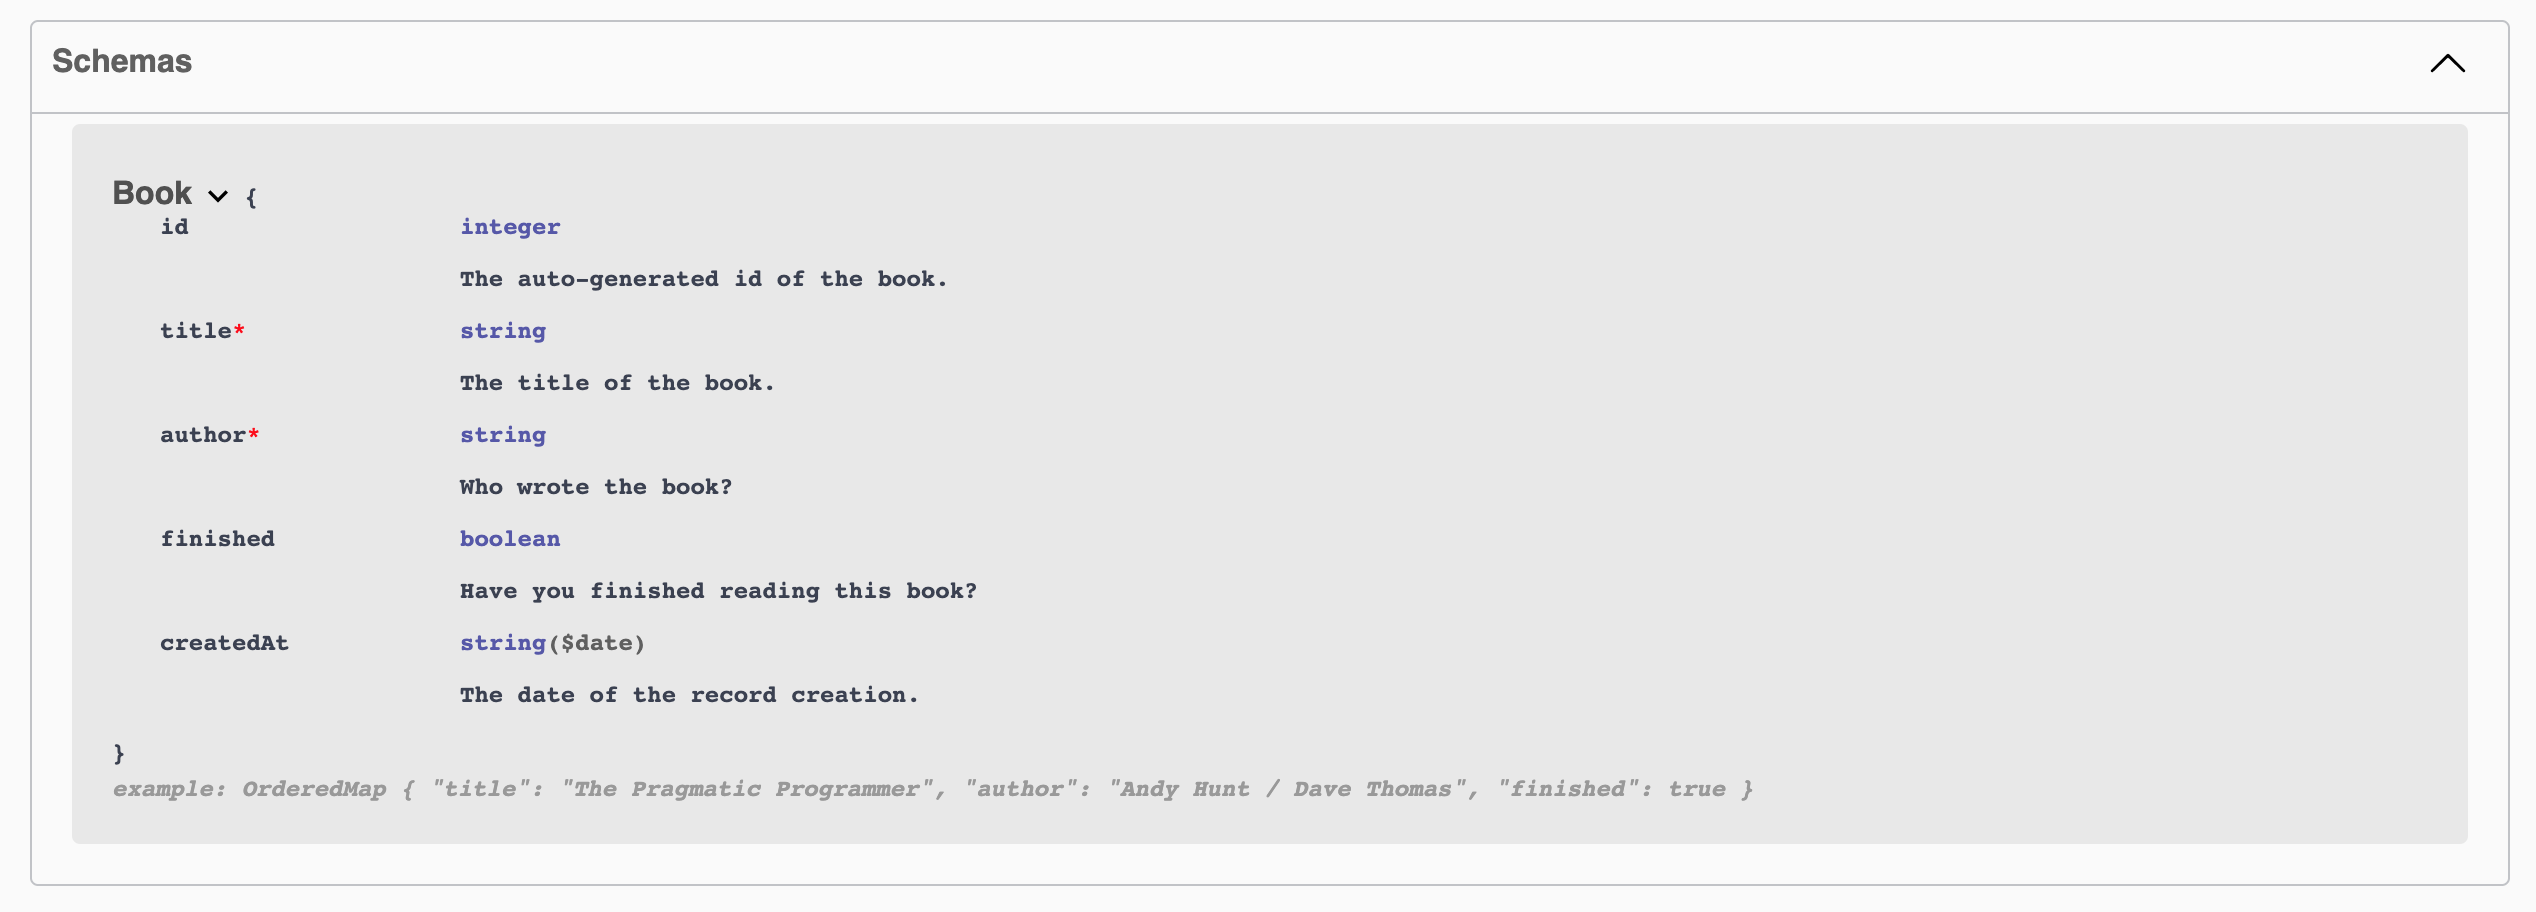 Schemas
Book {
id integer
The auto-generated id of the book.
title* string
The title of the book.
author* string
Who wrote the book?
finished boolean
Have you finished reading this book?
createdAt string($date)
The date of the record creation.
}
example: OrderedMap { "title": "The Pragmatic Programmer", "author": "Andy Hunt / Dave Thomas", "finished": true }